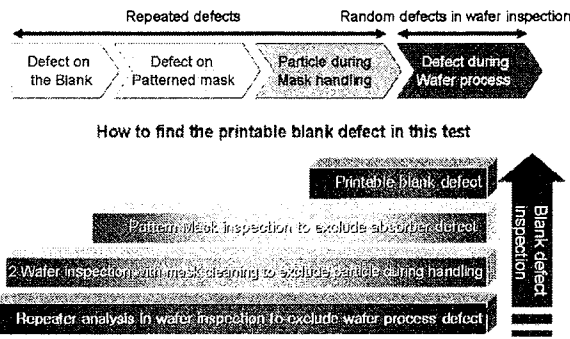 Repeated defects
Random defects in wafer inspection
Defect on
the Blank
Defect on
Patterned mask
Particle during
Mask handling
Defect during
Wafer process
How to find the printable blank defect in this test
Printable blank defect
Pattern Mask inspection to exclude absorber defect
2 Wafer inspection with mask cleaning to exclude particle during handling
Repeater analysis in wafer inspection to exclude wafer process defect
Blank defect
inspection